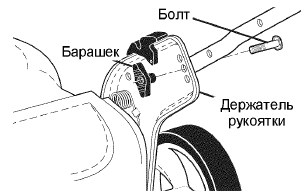 Болт
Барашек
Держатель
рукоятки